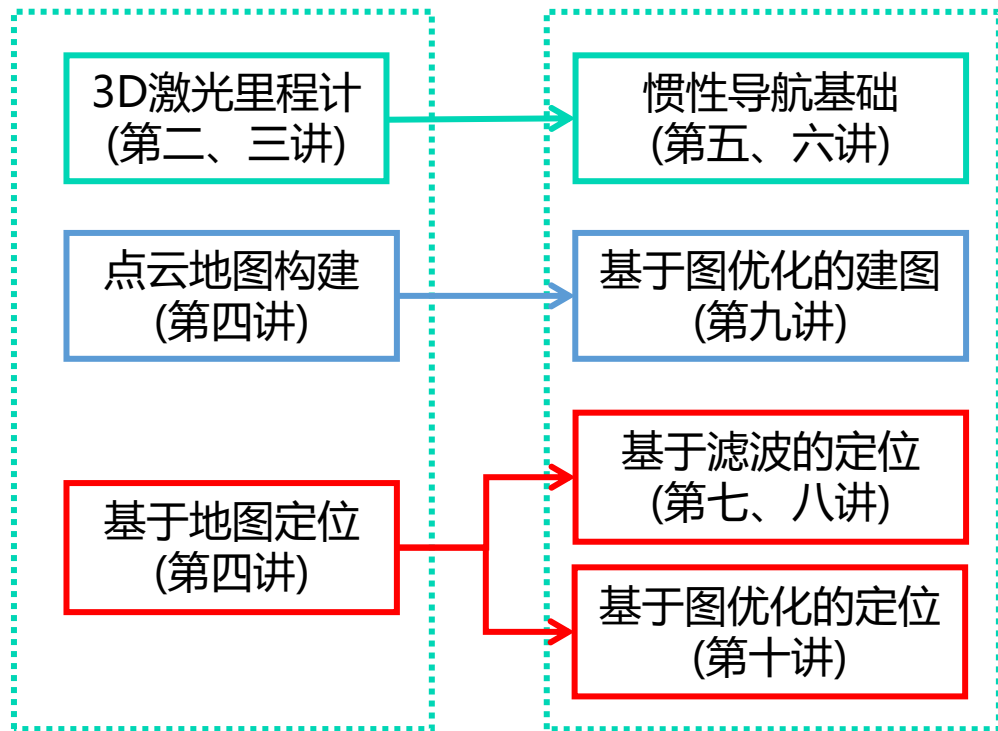 3D激光里程计
(第二、三讲)
惯性导航基础
(第五、六讲)
点云地图构建
(第四讲)
基于图优化的建图
(第九讲)
基于地图定位
(第四讲)
基于滤波的定位
(第七、八讲)
基于图优化的定位
(第十讲)